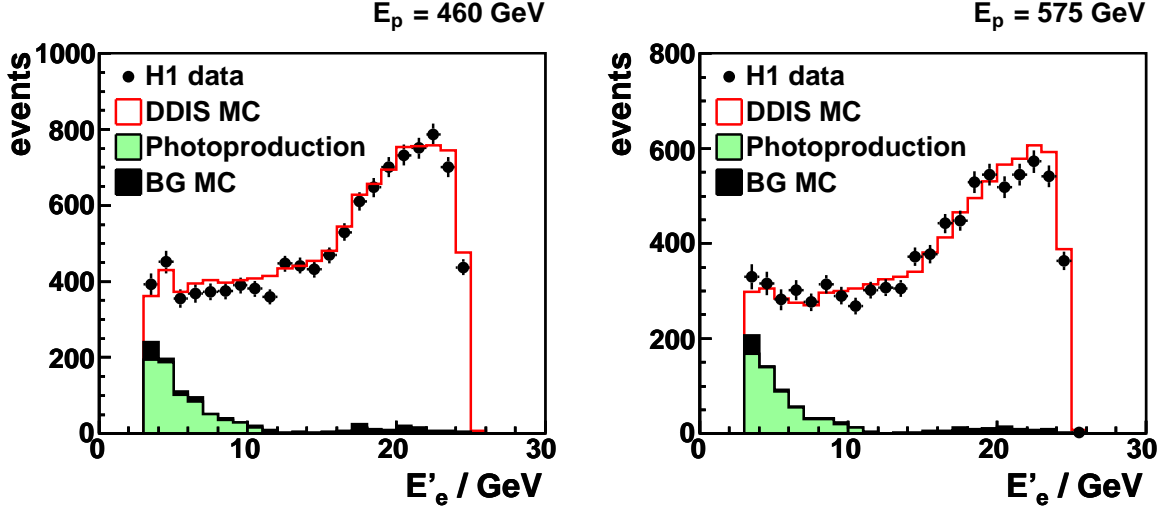 E_p = 460 GeV
events
1000
800
600
400
200
0
H1 data
DDIS MC
Photoproduction
BG MC
0 10 20 30
E'_e / GeV
E_p = 575 GeV
events
800
600
400
200
0
H1 data
DDIS MC
Photoproduction
BG MC
0 10 20 30
E'_e / GeV